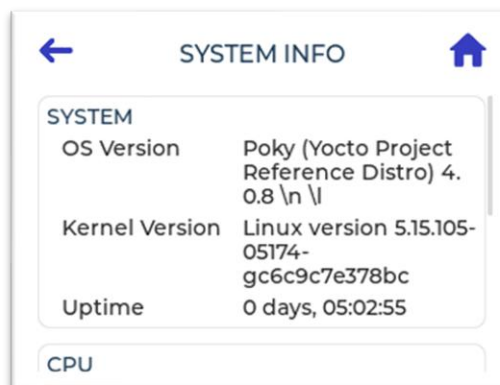 SYSTEM INFO
SYSTEM
OS Version Poky (Yocto Project
Reference Distro) 4.
0.8 \n \l
Kernel Version Linux version 5.15.105-
05174-
gc6c9c7e378bc
Uptime 0 days, 05:02:55
CPU